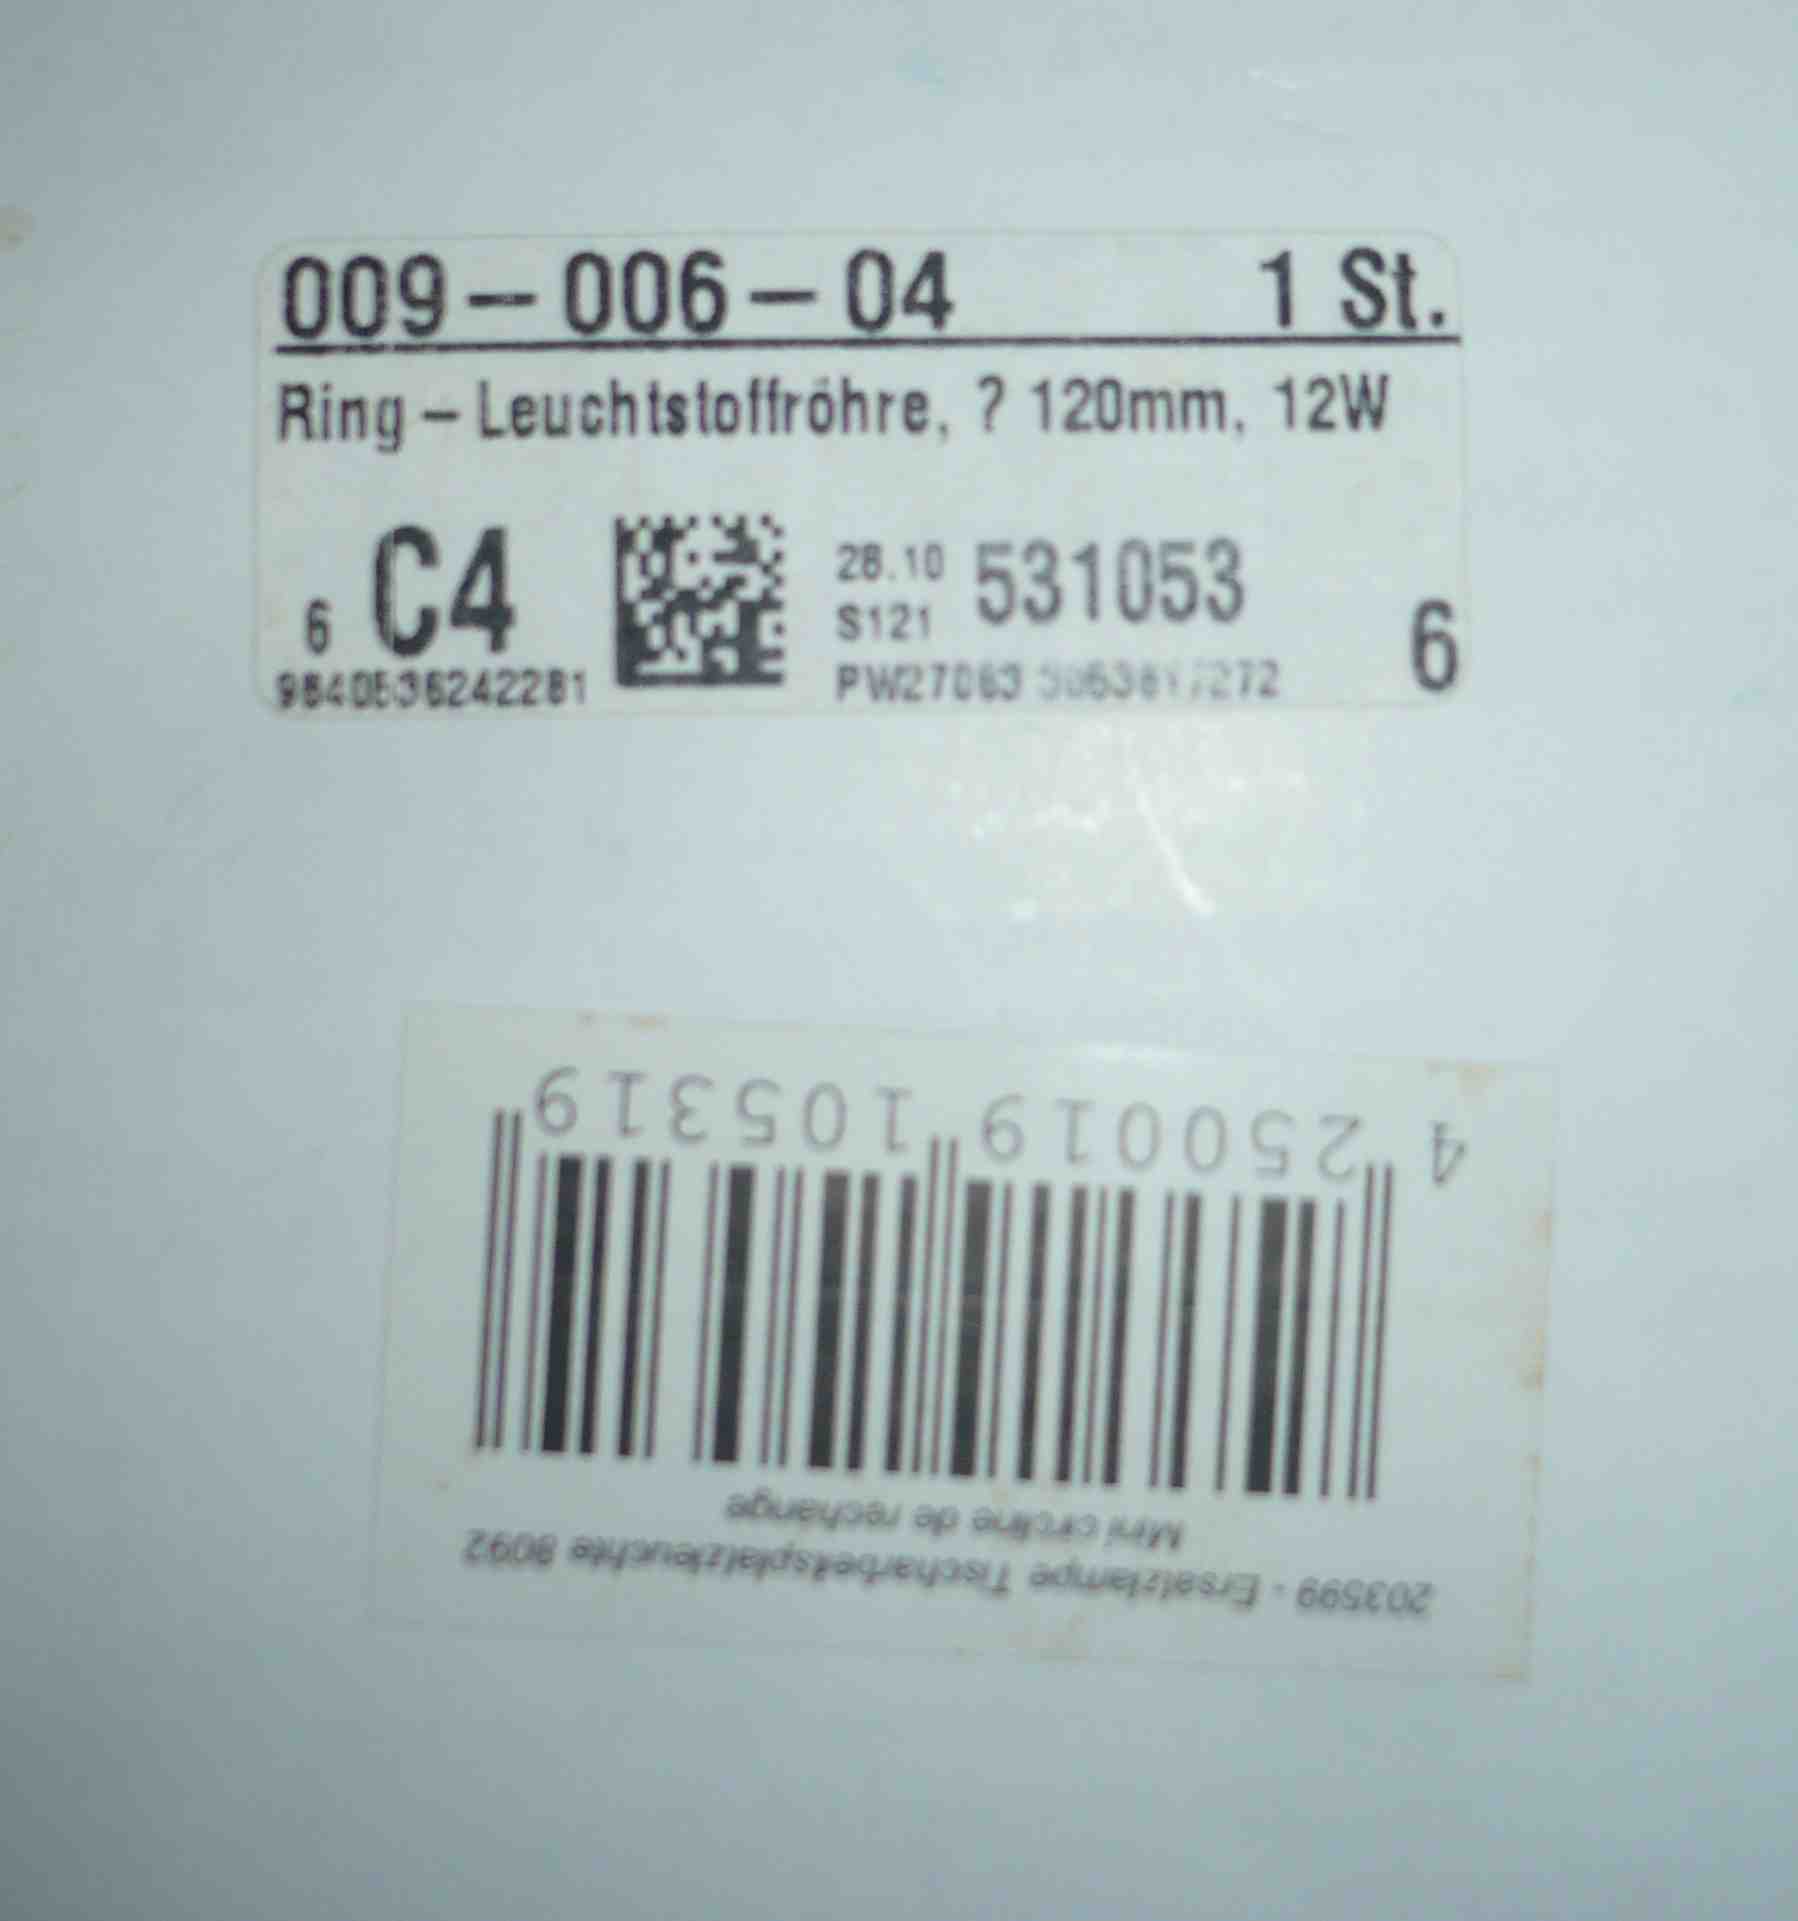 009-006-04 1 St.
Ring-Leuchtstoffröhre, ? 120mm, 12W
6 C4
28.10 531053
S121
6
9840536242281
PW27063
4 250019 105319
Mini circline de rechange
203599 - Ersatzlampe Tischarbeitsplatzleuchte 8092